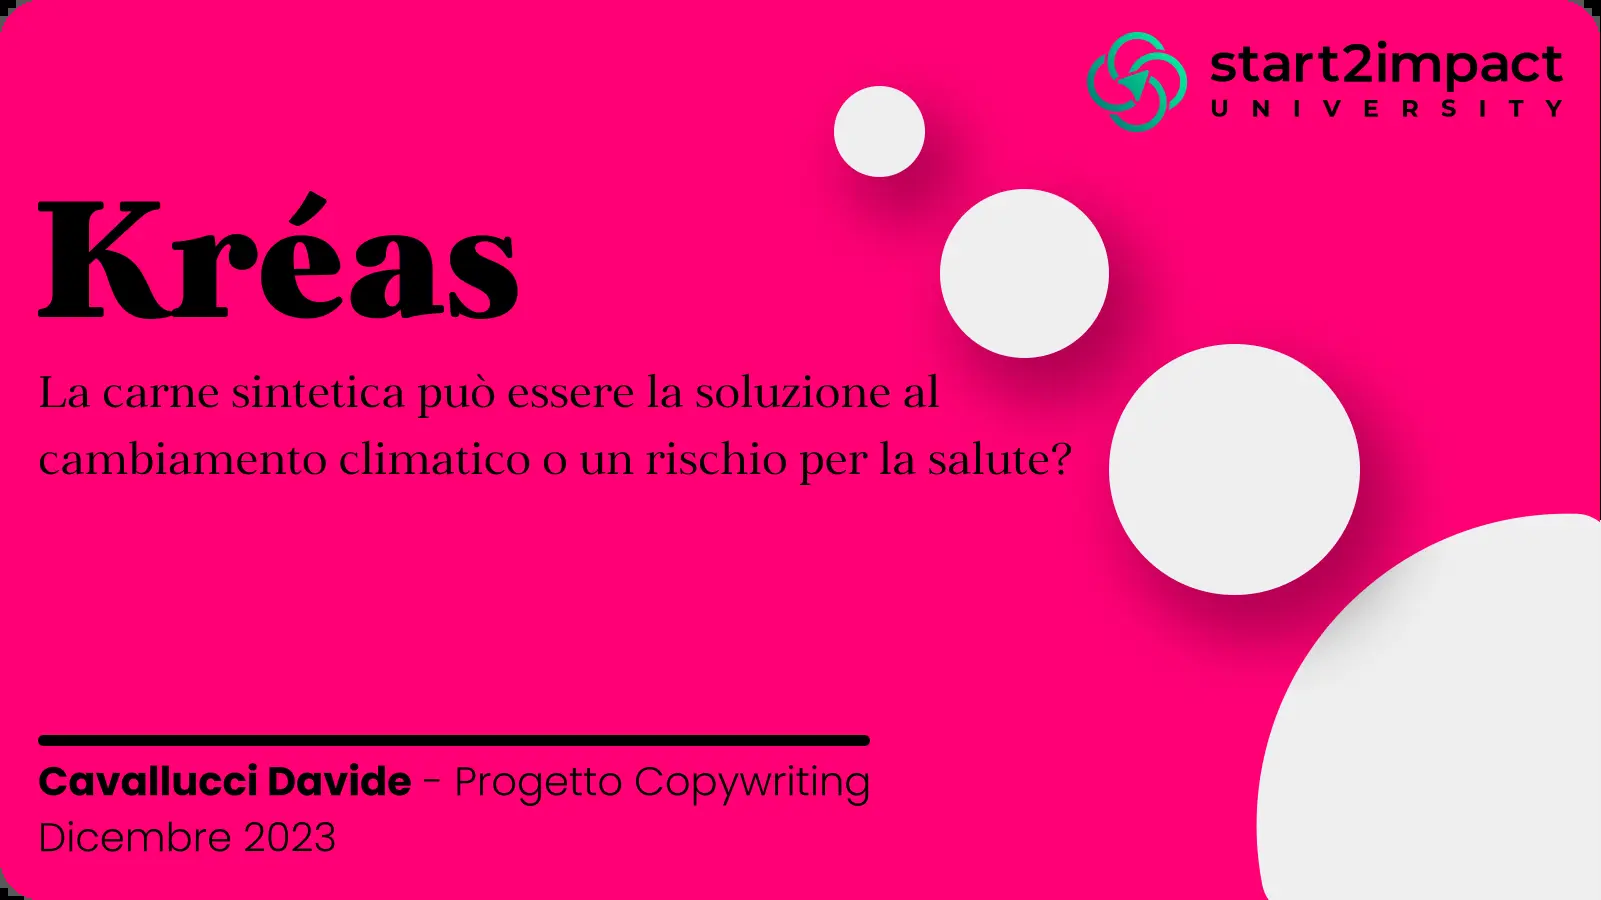 start2impact
UNIVERSITY
Kréas
La carne sintetica può essere la soluzione al
cambiamento climatico o un rischio per la salute?
Cavallucci Davide - Progetto Copywriting
Dicembre 2023